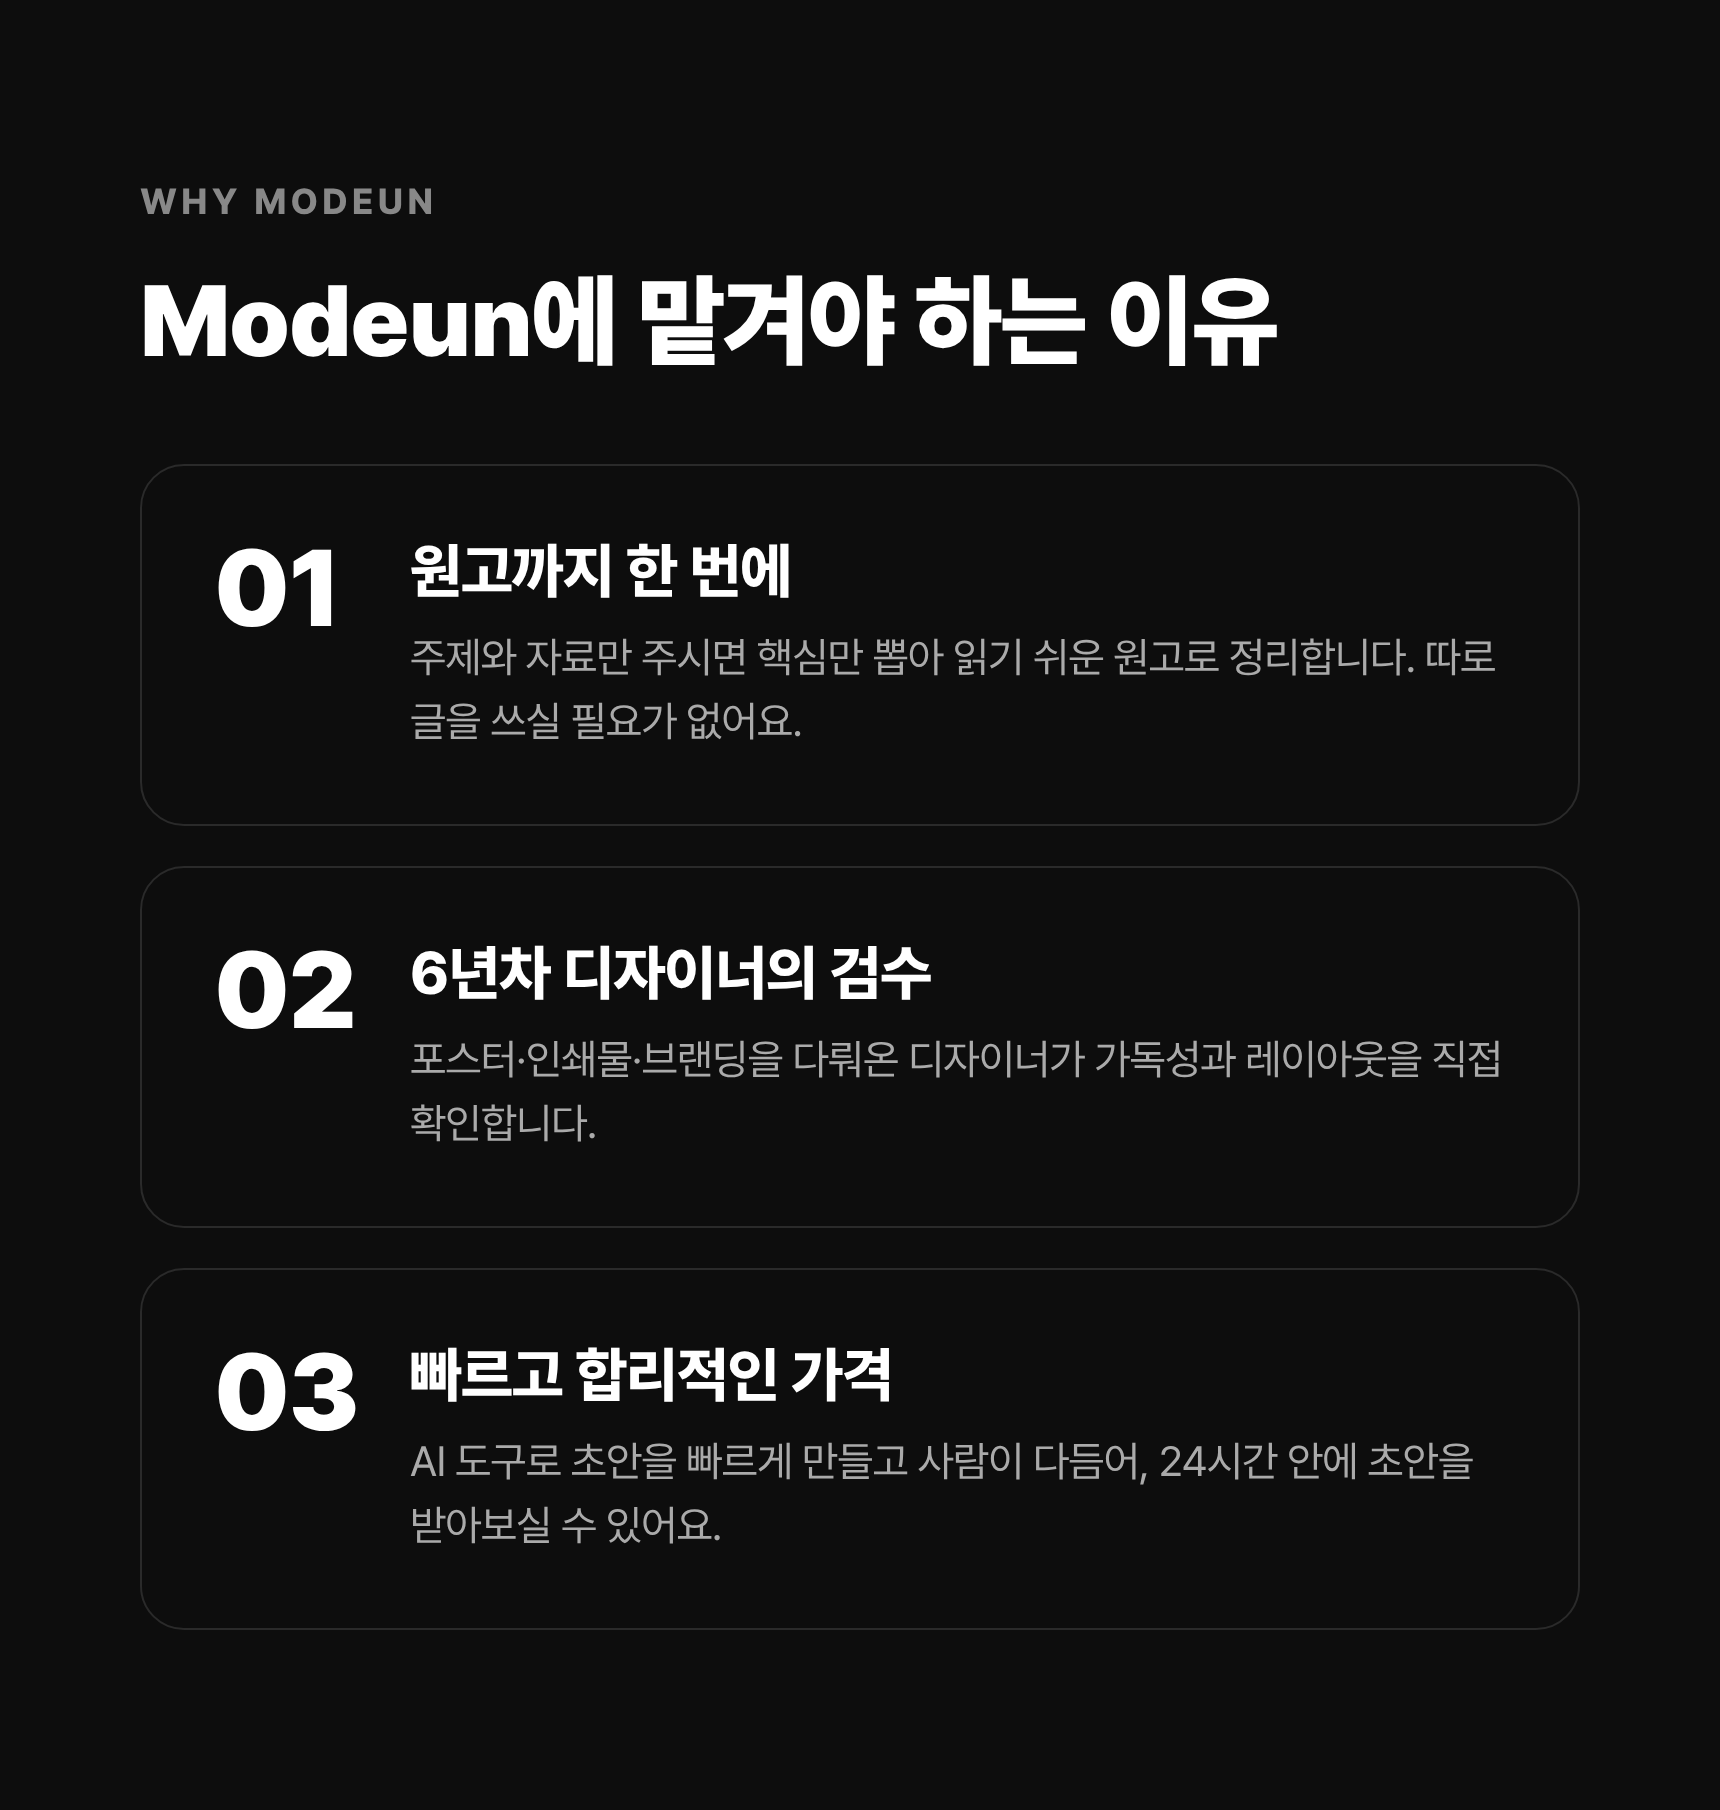 WHY MODEUN
Modeun에 맡겨야 하는 이유
01
원고까지 한 번에
주제와 자료만 주시면 핵심만 뽑아 읽기 쉬운 원고로 정리합니다. 따로
글을 쓰실 필요가 없어요.
02
6년차 디자이너의 검수
포스터·인쇄물·브랜딩을 다뤄온 디자이너가 가독성과 레이아웃을 직접
확인합니다.
03
빠르고 합리적인 가격
AI 도구로 초안을 빠르게 만들고 사람이 다듬어, 24시간 안에 초안을
받아보실 수 있어요.